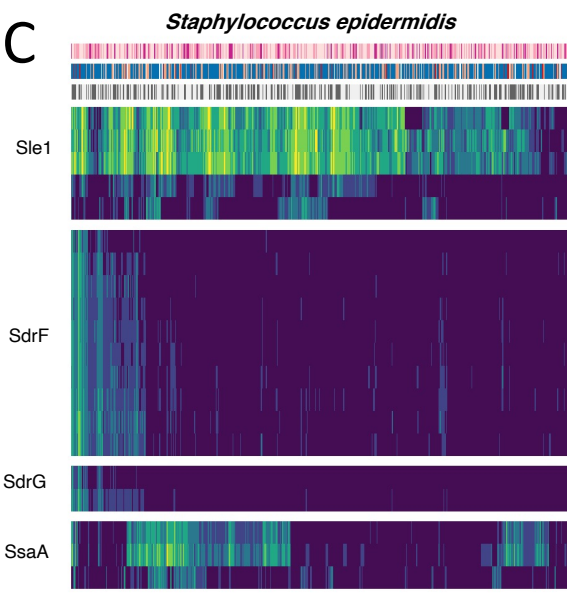 C
Staphylococcus epidermidis
Sle1
SdrF
SdrG
SsaA